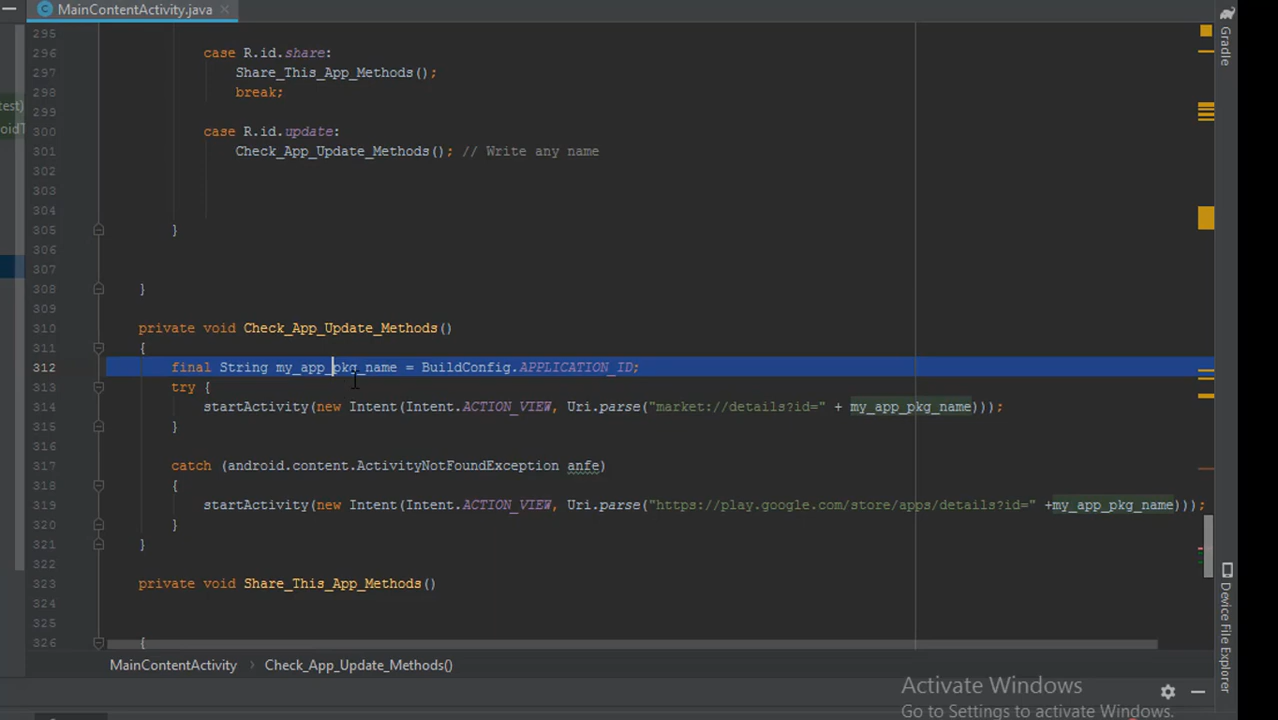 MainContentActivity.java
295
296 case R.id.share:
297 Share_This_App_Methods();
298 break;
299
300 case R.id.update:
301 Check_App_Update_Methods(); // Write any name
302
303
304
305 }
306
307
308 }
309
310 private void Check_App_Update_Methods()
311 {
312 final String my_app_pkg_name = BuildConfig.APPLICATION_ID;
313 try {
314 startActivity(new Intent(Intent.ACTION_VIEW, Uri.parse("market://details?id=" + my_app_pkg_name)));
315 }
316
317 catch (android.content.ActivityNotFoundException anfe)
318 {
319 startActivity(new Intent(Intent.ACTION_VIEW, Uri.parse("https://play.google.com/store/apps/details?id=" +my_app_pkg_name)));
320 }
321 }
322
323 private void Share_This_App_Methods()
324
325
326 {
MainContentActivity › Check_App_Update_Methods()
Gradle
Device File Explorer
test)
Activate Windows
Go to Settings to activate Windows.